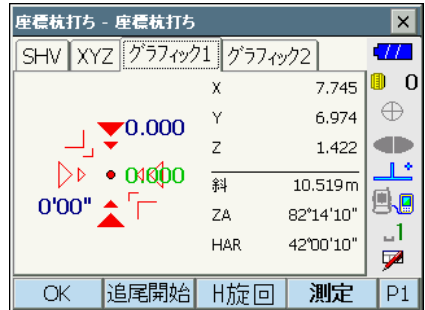 座標杭打ち - 座標杭打ち
SHV XYZ グラフィック1 グラフィック2
0
X 7.745
Y 6.974
0.000
Z 1.422
斜 10.519m
0'00"
ZA 82°14'10"
HAR 42°00'10"
1
OK 追尾開始 H旋回 測定 P1